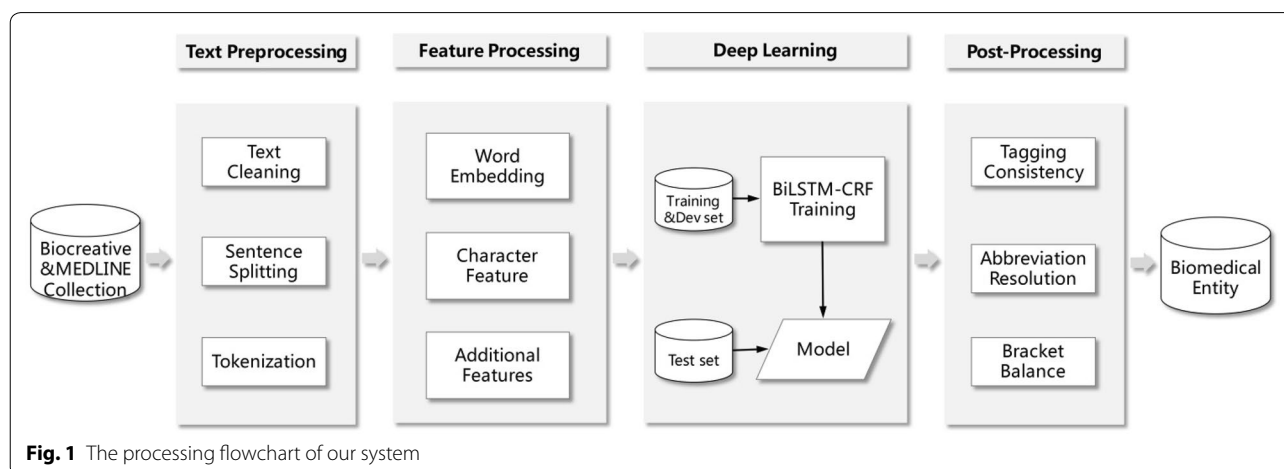 Text Preprocessing
Feature Processing
Deep Learning
Post-Processing
Biocreative
&MEDLINE
Collection
Text
Cleaning
Sentence
Splitting
Tokenization
Word
Embedding
Character
Feature
Additional
Features
Training
&Dev set
BiLSTM-CRF
Training
Test set
Model
Tagging
Consistency
Abbreviation
Resolution
Bracket
Balance
Biomedical
Entity
Fig. 1 The processing flowchart of our system